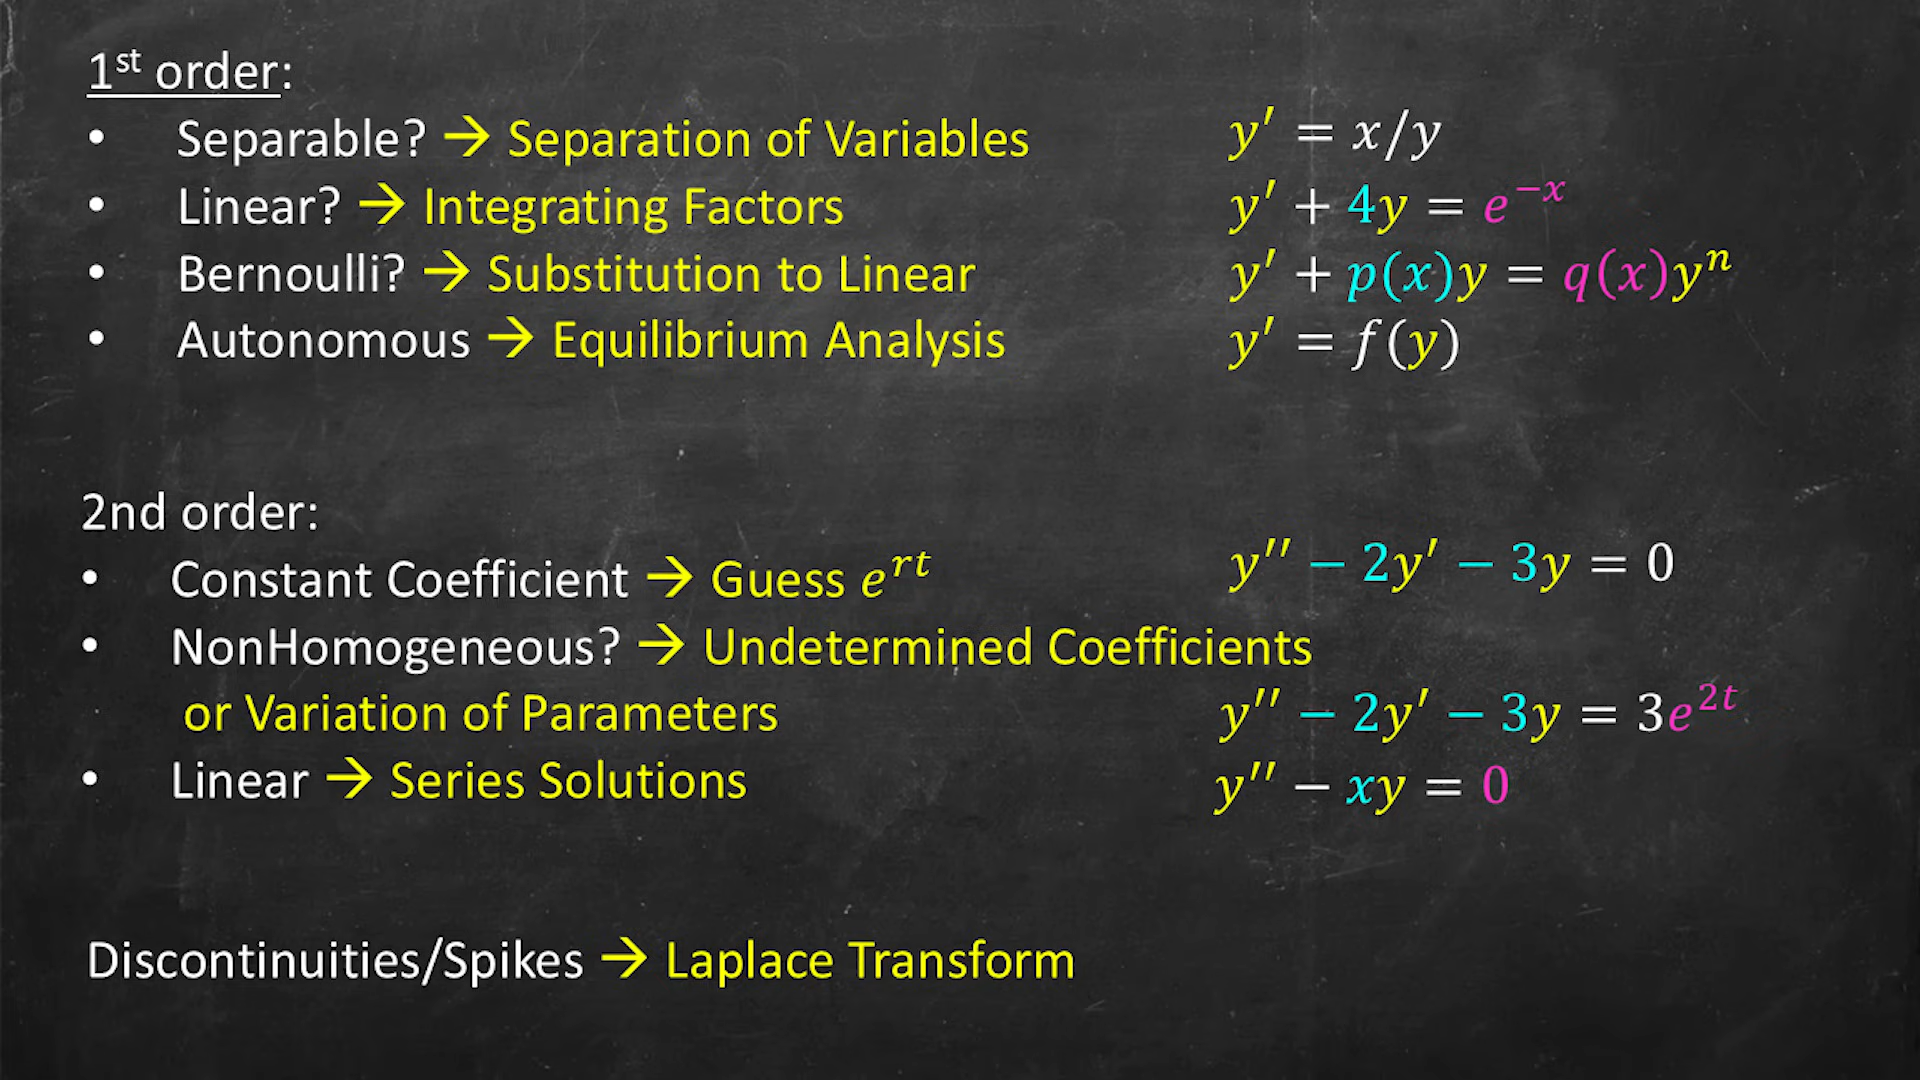 1st order:
• Separable? → Separation of Variables y′ = x/y
• Linear? → Integrating Factors y′ + 4y = e^{−x}
• Bernoulli? → Substitution to Linear y′ + p(x)y = q(x)y^n
• Autonomous → Equilibrium Analysis y′ = f(y)
2nd order:
• Constant Coefficient → Guess e^{rt} y′′ − 2y′ − 3y = 0
• NonHomogeneous? → Undetermined Coefficients
or Variation of Parameters y′′ − 2y′ − 3y = 3e^{2t}
• Linear → Series Solutions y′′ − xy = 0
Discontinuities/Spikes → Laplace Transform